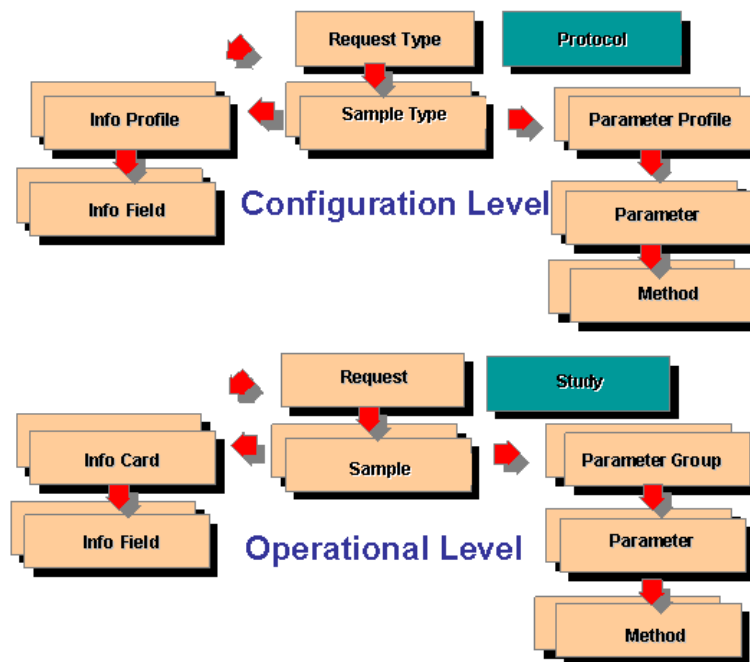 Request Type
Protocol
Info Profile
Sample Type
Parameter Profile
Info Field
Configuration Level
Parameter
Method
Request
Study
Info Card
Sample
Parameter Group
Info Field
Operational Level
Parameter
Method